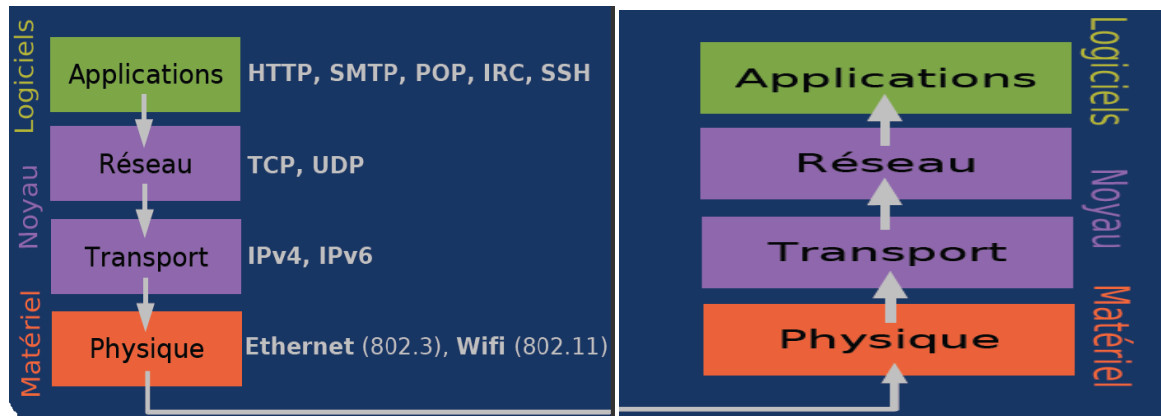 Logiciels
Applications
HTTP, SMTP, POP, IRC, SSH
Noyau
Réseau
TCP, UDP
Transport
IPv4, IPv6
Matériel
Physique
Ethernet (802.3), Wifi (802.11)
Applications
Logiciels
Réseau
Noyau
Transport
Physique
Matériel